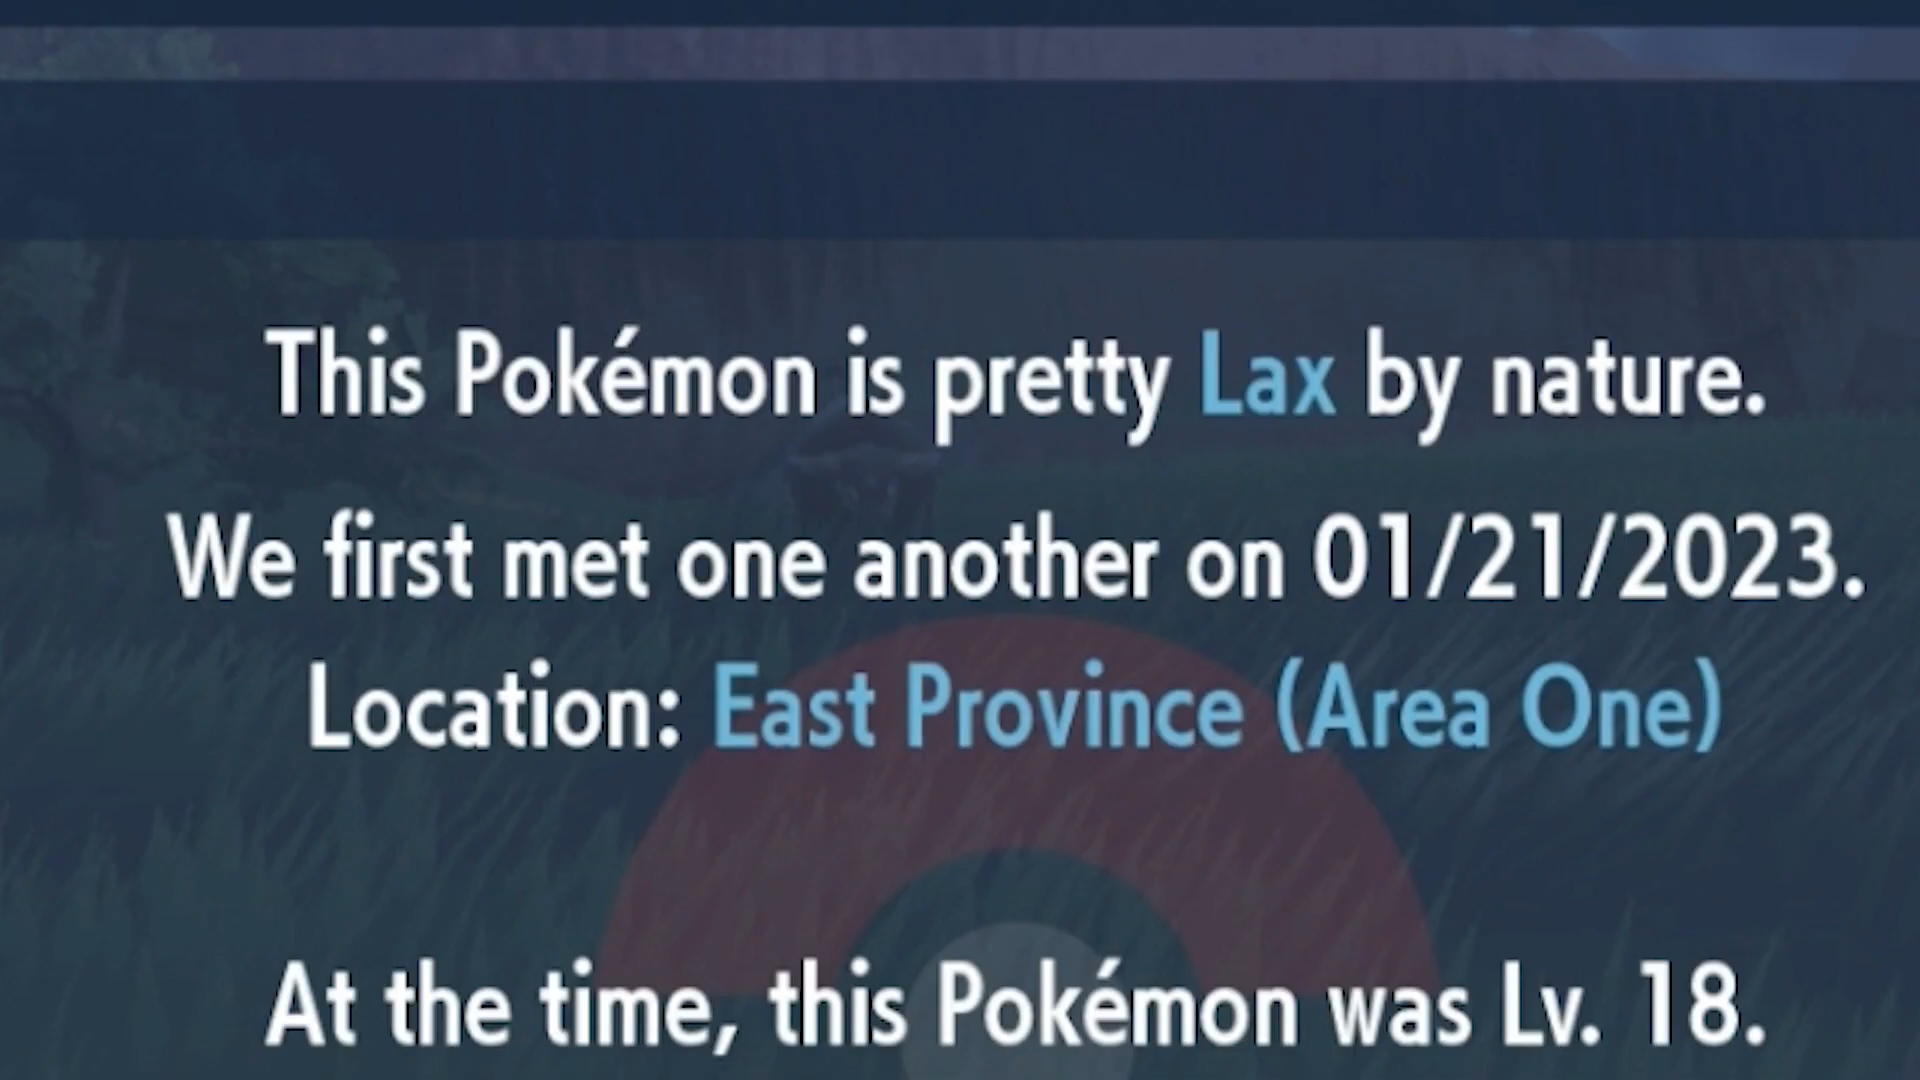 This Pokémon is pretty Lax by nature.
We first met one another on 01/21/2023.
Location: East Province (Area One)
At the time, this Pokémon was Lv. 18.